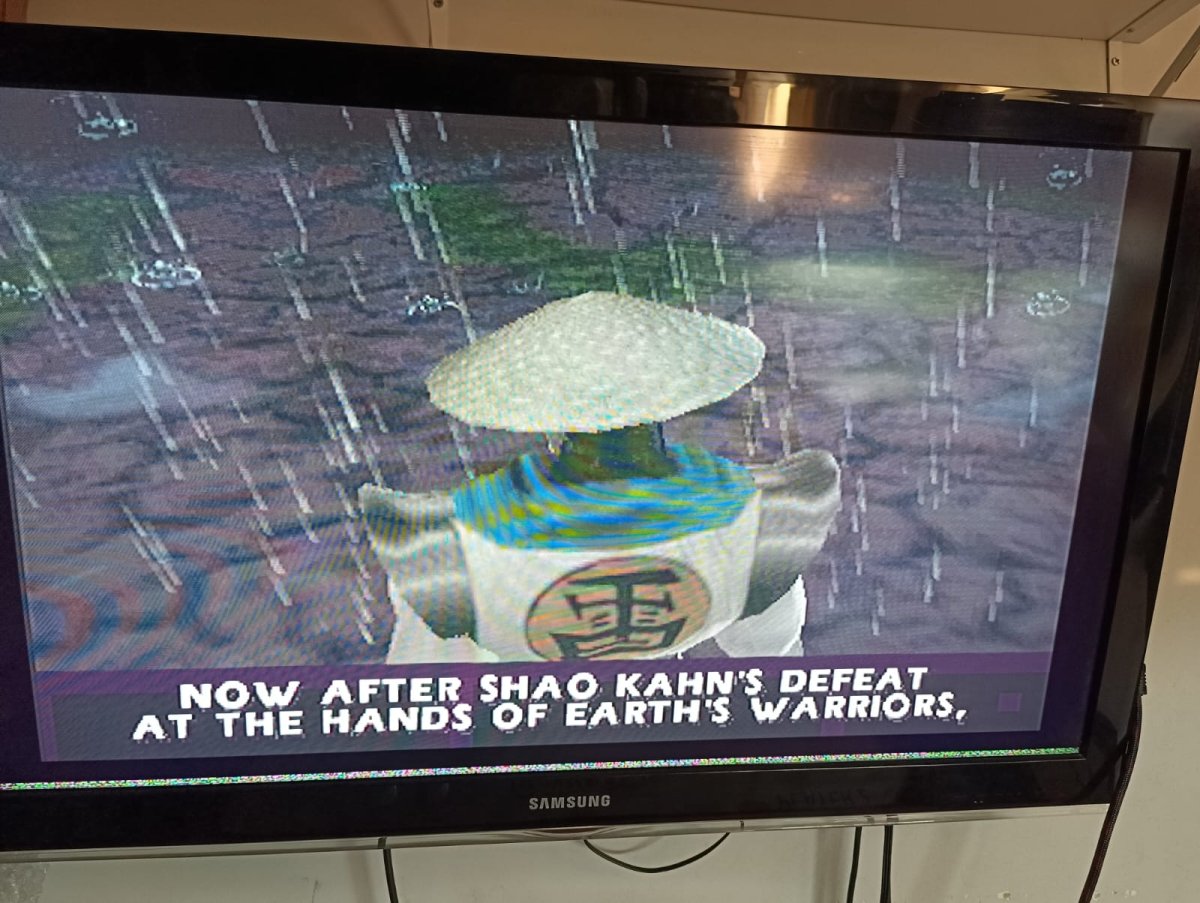 雷
NOW AFTER SHAO KAHN'S DEFEAT
AT THE HANDS OF EARTH'S WARRIORS,
SAMSUNG